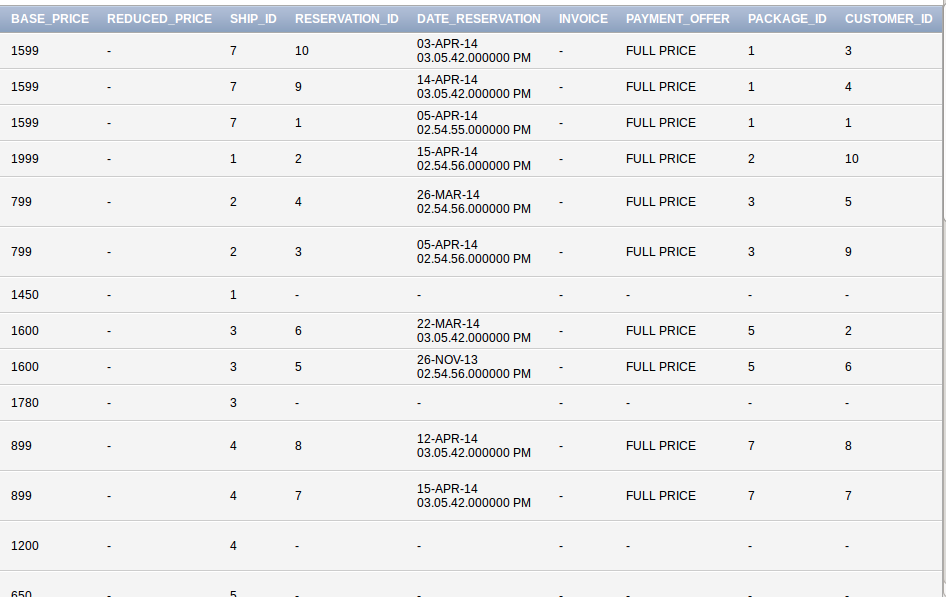 BASE_PRICE REDUCED_PRICE SHIP_ID RESERVATION_ID DATE_RESERVATION INVOICE PAYMENT_OFFER PACKAGE_ID CUSTOMER_ID
1599 - 7 10 03-APR-14 03.05.42.000000 PM - FULL PRICE 1 3
1599 - 7 9 14-APR-14 03.05.42.000000 PM - FULL PRICE 1 4
1599 - 7 1 05-APR-14 02.54.55.000000 PM - FULL PRICE 1 1
1999 - 1 2 15-APR-14 02.54.56.000000 PM - FULL PRICE 2 10
799 - 2 4 26-MAR-14 02.54.56.000000 PM - FULL PRICE 3 5
799 - 2 3 05-APR-14 02.54.56.000000 PM - FULL PRICE 3 9
1450 - 1 - - - - - -
1600 - 3 6 22-MAR-14 03.05.42.000000 PM - FULL PRICE 5 2
1600 - 3 5 26-NOV-13 02.54.56.000000 PM - FULL PRICE 5 6
1780 - 3 - - - - - -
899 - 4 8 12-APR-14 03.05.42.000000 PM - FULL PRICE 7 8
899 - 4 7 15-APR-14 03.05.42.000000 PM - FULL PRICE 7 7
1200 - 4 - - - - - -
650 - 5 - - - - - -